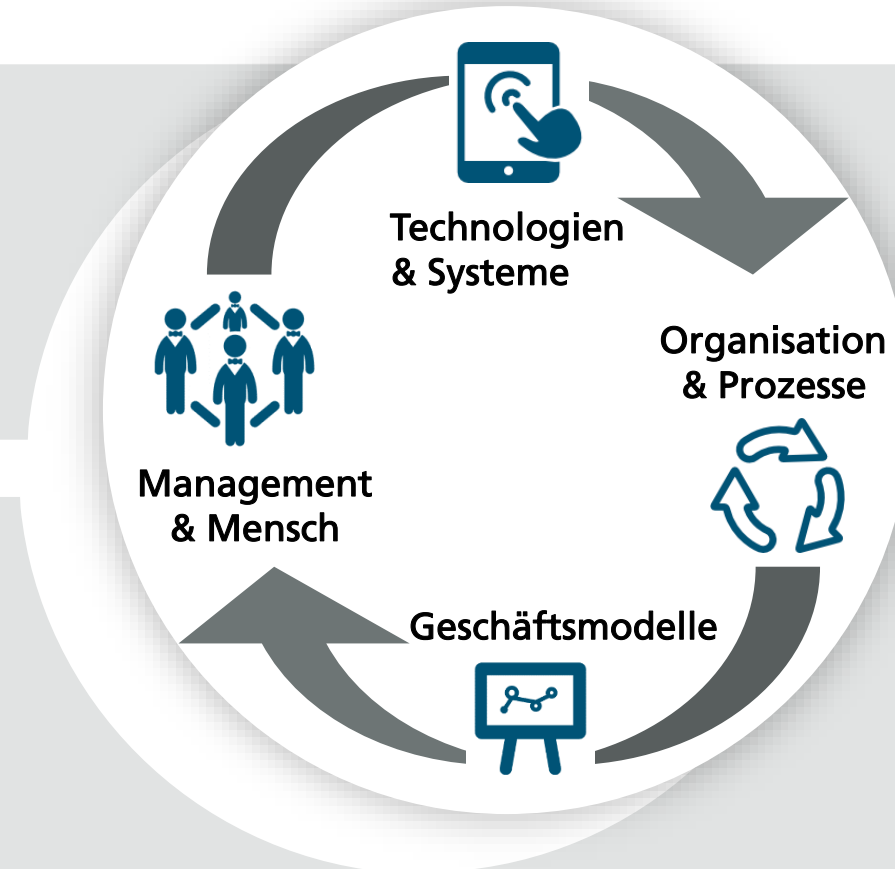 Technologien
& Systeme
Organisation
& Prozesse
Management
& Mensch
Geschäftsmodelle